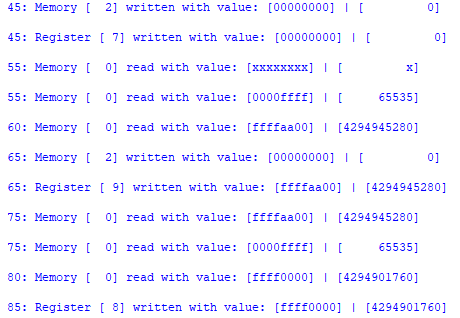 45: Memory [  2] written with value: [00000000] | [         0]
45: Register [ 7] written with value: [00000000] | [         0]
55: Memory [  0] read with value: [xxxxxxxx] | [         x]
55: Memory [  0] read with value: [0000ffff] | [     65535]
60: Memory [  0] read with value: [ffffaa00] | [4294945280]
65: Memory [  2] written with value: [00000000] | [         0]
65: Register [ 9] written with value: [ffffaa00] | [4294945280]
75: Memory [  0] read with value: [ffffaa00] | [4294945280]
75: Memory [  0] read with value: [0000ffff] | [     65535]
80: Memory [  0] read with value: [ffff0000] | [4294901760]
85: Register [ 8] written with value: [ffff0000] | [4294901760]